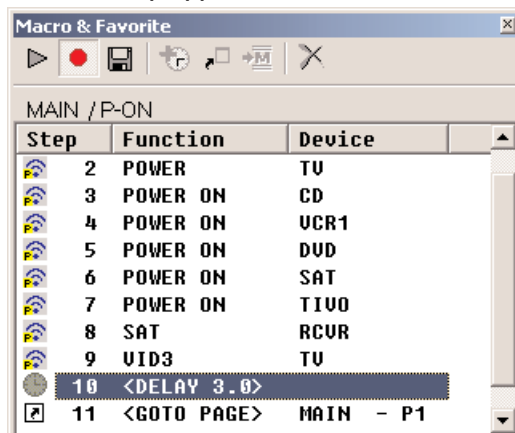 Macro & Favorite
MAIN / P-ON
Step Function Device
2 POWER TV
3 POWER ON CD
4 POWER ON VCR1
5 POWER ON DVD
6 POWER ON SAT
7 POWER ON TIVO
8 SAT RCVR
9 VID3 TV
10 <DELAY 3.0>
11 <GOTO PAGE> MAIN - P1